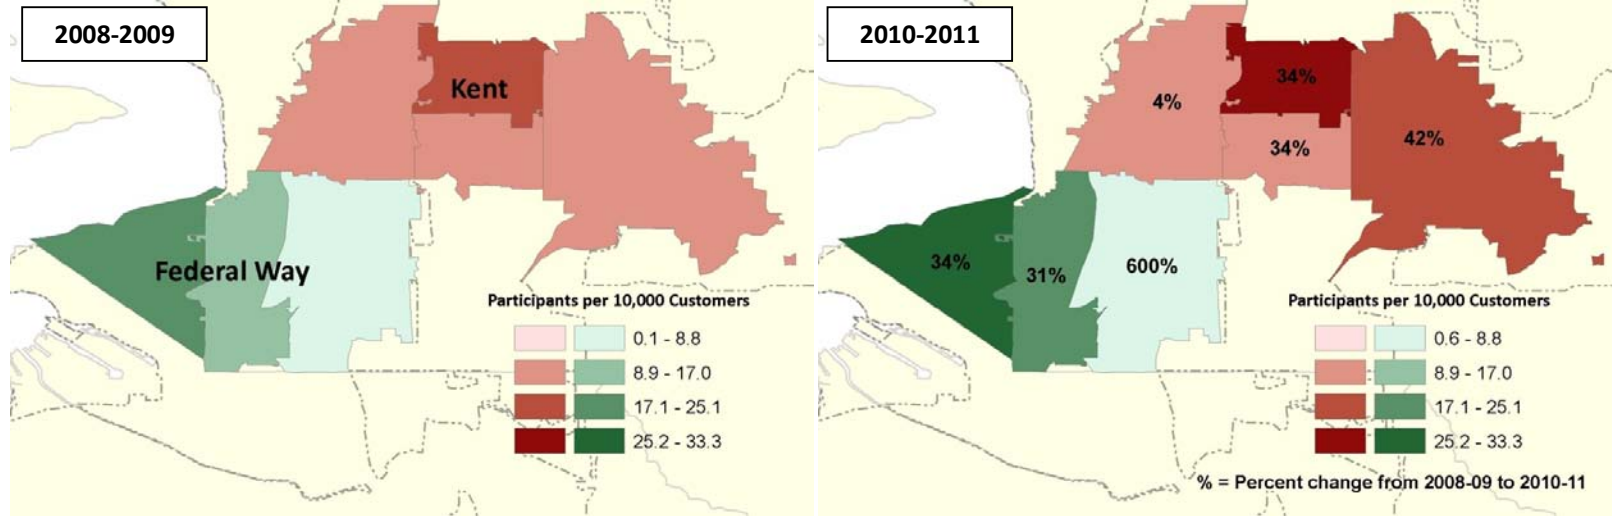 2008-2009
Kent
Federal Way
Participants per 10,000 Customers
0.1 - 8.8
8.9 - 17.0
17.1 - 25.1
25.2 - 33.3
2010-2011
34%
4%
34%
42%
34%
31%
600%
Participants per 10,000 Customers
0.6 - 8.8
8.9 - 17.0
17.1 - 25.1
25.2 - 33.3
% = Percent change from 2008-09 to 2010-11